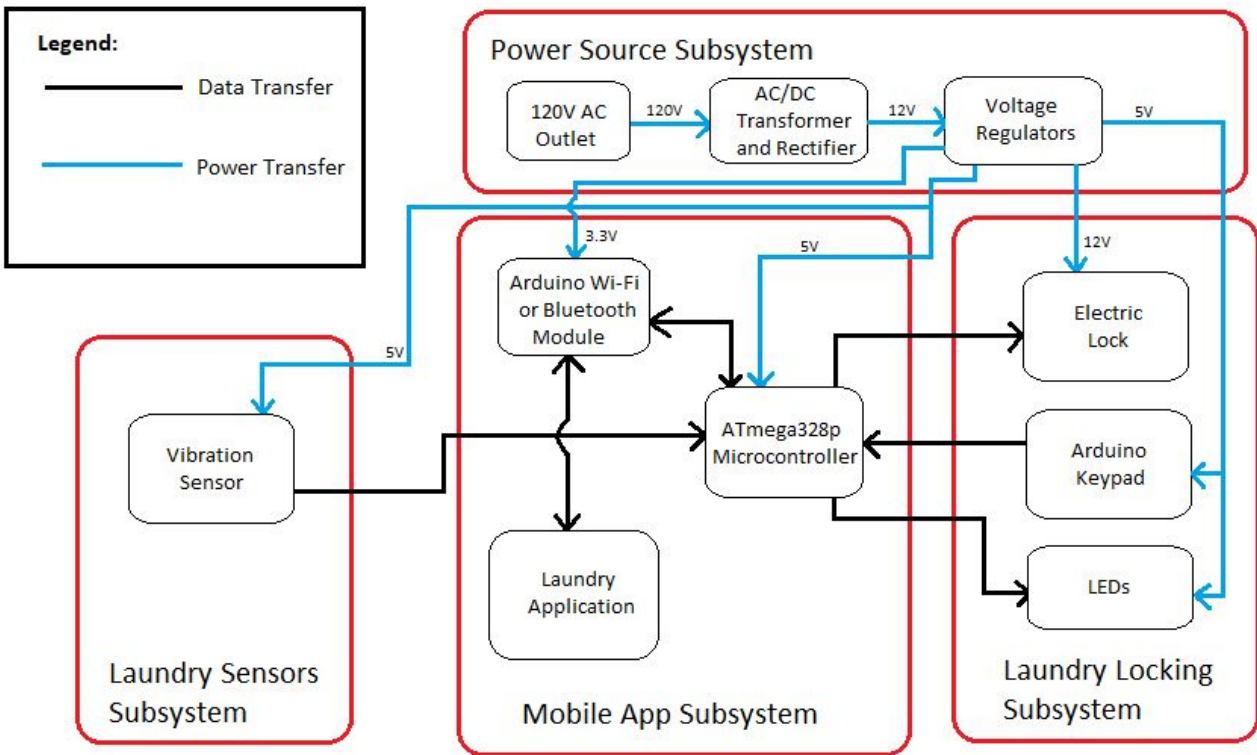 Legend:
Data Transfer
Power Transfer
Power Source Subsystem
120V AC
Outlet
120V
AC/DC
Transformer
and Rectifier
12V
Voltage
Regulators
5V
3.3V
5V
12V
5V
Arduino Wi-Fi
or Bluetooth
Module
Electric
Lock
Vibration
Sensor
ATmega328p
Microcontroller
Arduino
Keypad
Laundry
Application
LEDs
Laundry Sensors
Subsystem
Mobile App Subsystem
Laundry Locking
Subsystem